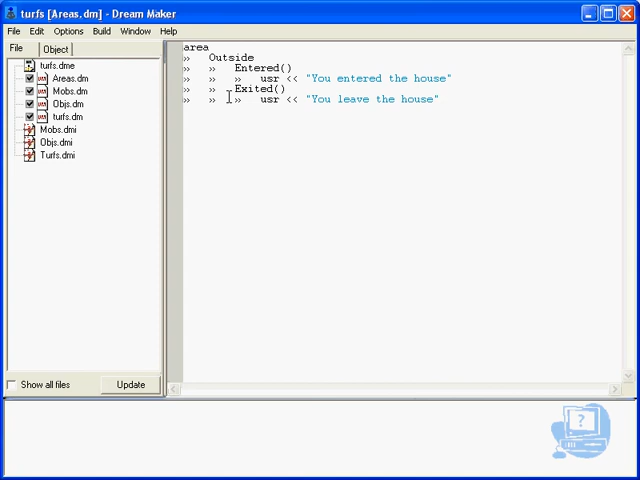 turfs [Areas.dm] - Dream Maker
File Edit Options Build Window Help
File Object
turfs.dme
Areas.dm
Mobs.dm
Objs.dm
turfs.dm
Mobs.dmi
Objs.dmi
Turfs.dmi
Show all files Update
area
» Outside
» » Entered()
» » » usr << "You entered the house"
» » Exited()
» » » usr << "You leave the house"
?